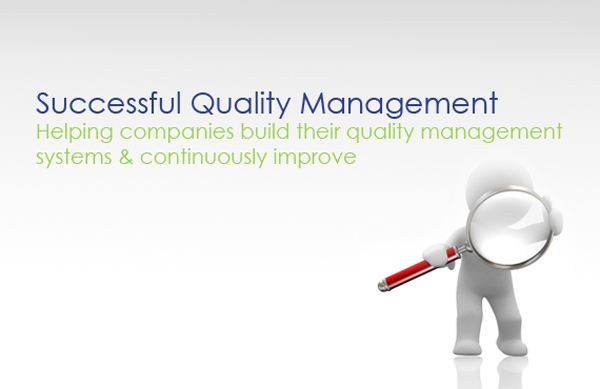 Successful Quality Management
Helping companies build their quality management
systems & continuously improve